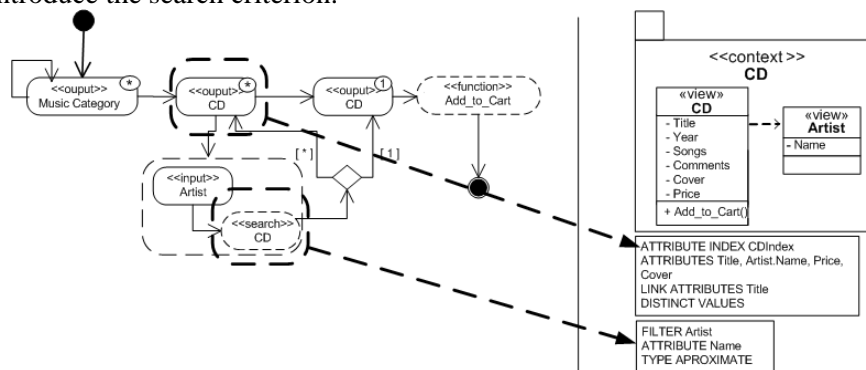 ntroduce the search criterion.
<<ouput>>
Music Category
*
<<ouput>>
CD
*
<<ouput>>
CD
1
<<function>>
Add_to_Cart
[ * ]
[ 1 ]
<<input>>
Artist
<<search>>
CD
<<context>>
CD
«view»
CD
- Title
- Year
- Songs
- Comments
- Cover
- Price
+ Add_to_Cart()
«view»
Artist
- Name
ATTRIBUTE INDEX CDIndex
ATTRIBUTES Title, Artist.Name, Price,
Cover
LINK ATTRIBUTES Title
DISTINCT VALUES
FILTER Artist
ATTRIBUTE Name
TYPE APROXIMATE